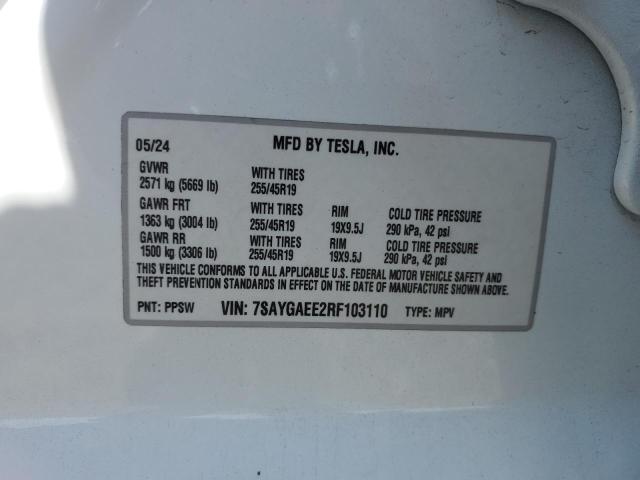 05/24 MFD BY TESLA, INC.
GVWR WITH TIRES
2571 kg (5669 lb) 255/45R19
GAWR FRT WITH TIRES RIM COLD TIRE PRESSURE
1363 kg (3004 lb) 255/45R19 19X9.5J 290 kPa, 42 psi
GAWR RR WITH TIRES RIM COLD TIRE PRESSURE
1500 kg (3306 lb) 255/45R19 19X9.5J 290 kPa, 42 psi
THIS VEHICLE CONFORMS TO ALL APPLICABLE U.S. FEDERAL MOTOR VEHICLE SAFETY AND
THEFT PREVENTION STANDARDS IN EFFECT ON THE DATE OF MANUFACTURE SHOWN ABOVE.
PNT: PPSW VIN: 7SAYGAEE2RF103110 TYPE: MPV